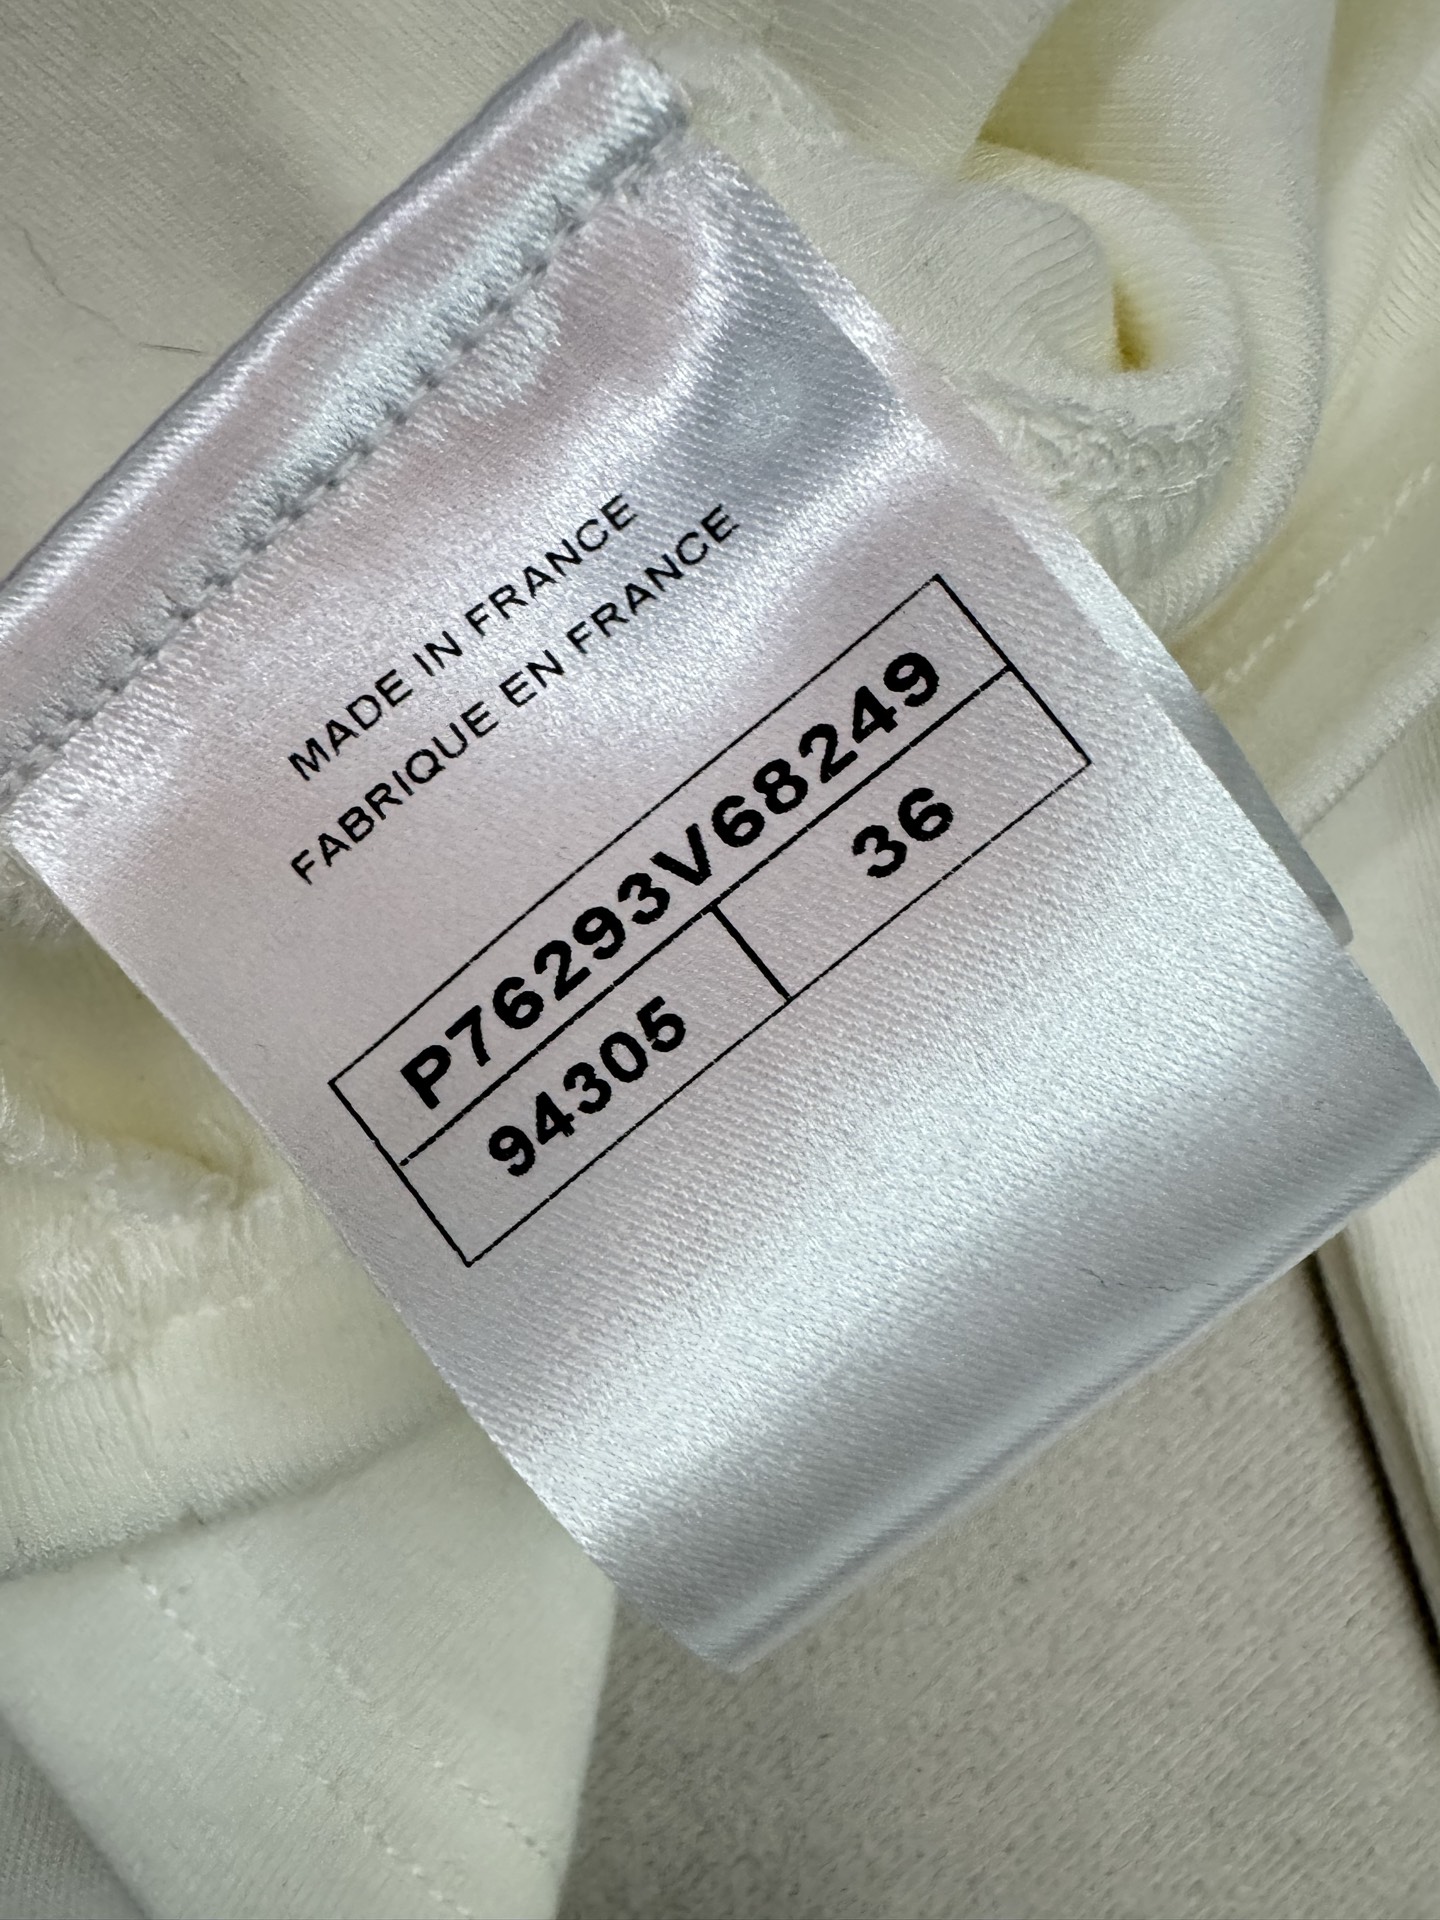 MADE IN FRANCE
FABRIQUE EN FRANCE
P76293V68249
94305 36